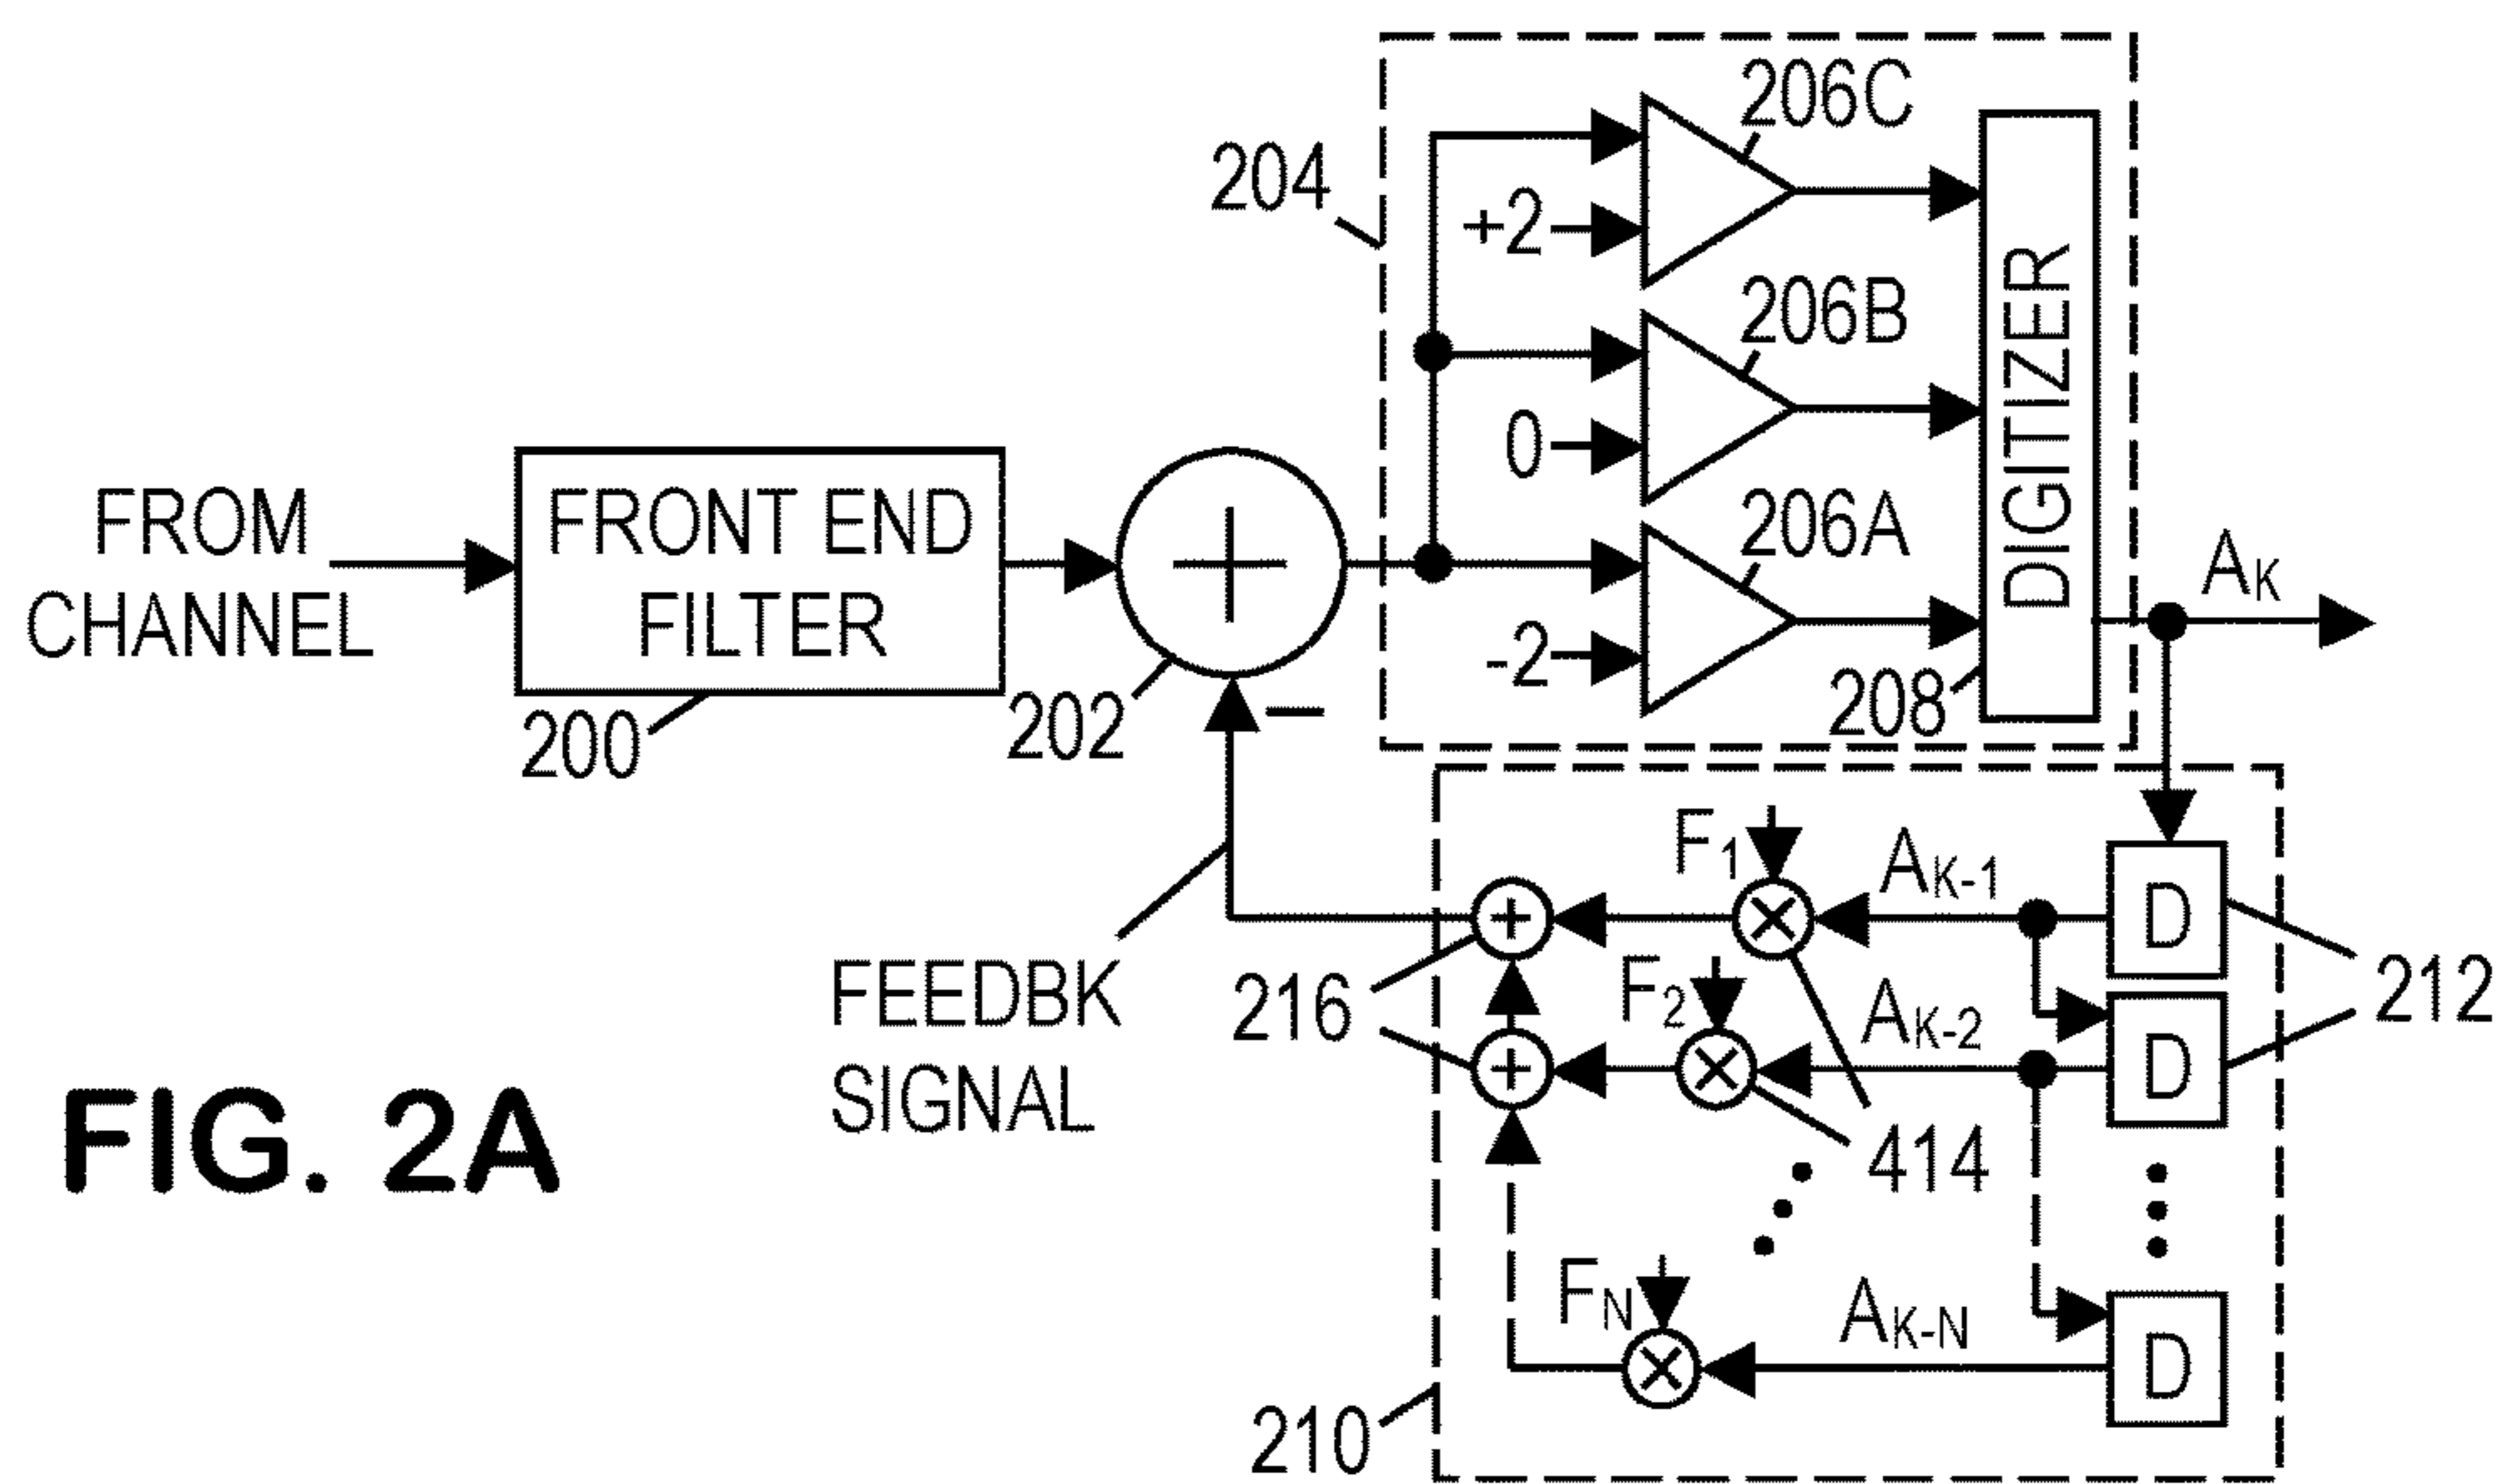 206C
204
+2
206B
0
206A
-2
DIGITIZER
208
FROM
CHANNEL
FRONT END
FILTER
200
202
+
AK
−
F1
AK-1
D
F2
AK-2
D
212
216
+
+
×
×
FEEDBK
SIGNAL
414
FN
AK-N
×
D
210
FIG. 2A